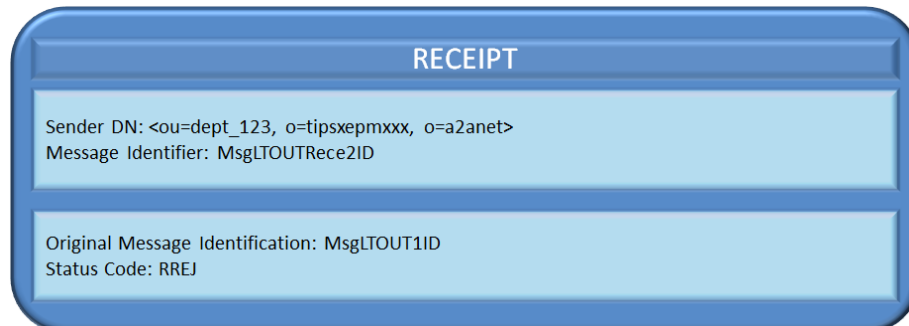 RECEIPT
Sender DN: <ou=dept_123, o=tipsxepmxxx, o=a2anet>
Message Identifier: MsgLTOUTRece2ID
Original Message Identification: MsgLTOUT1ID
Status Code: RREJ